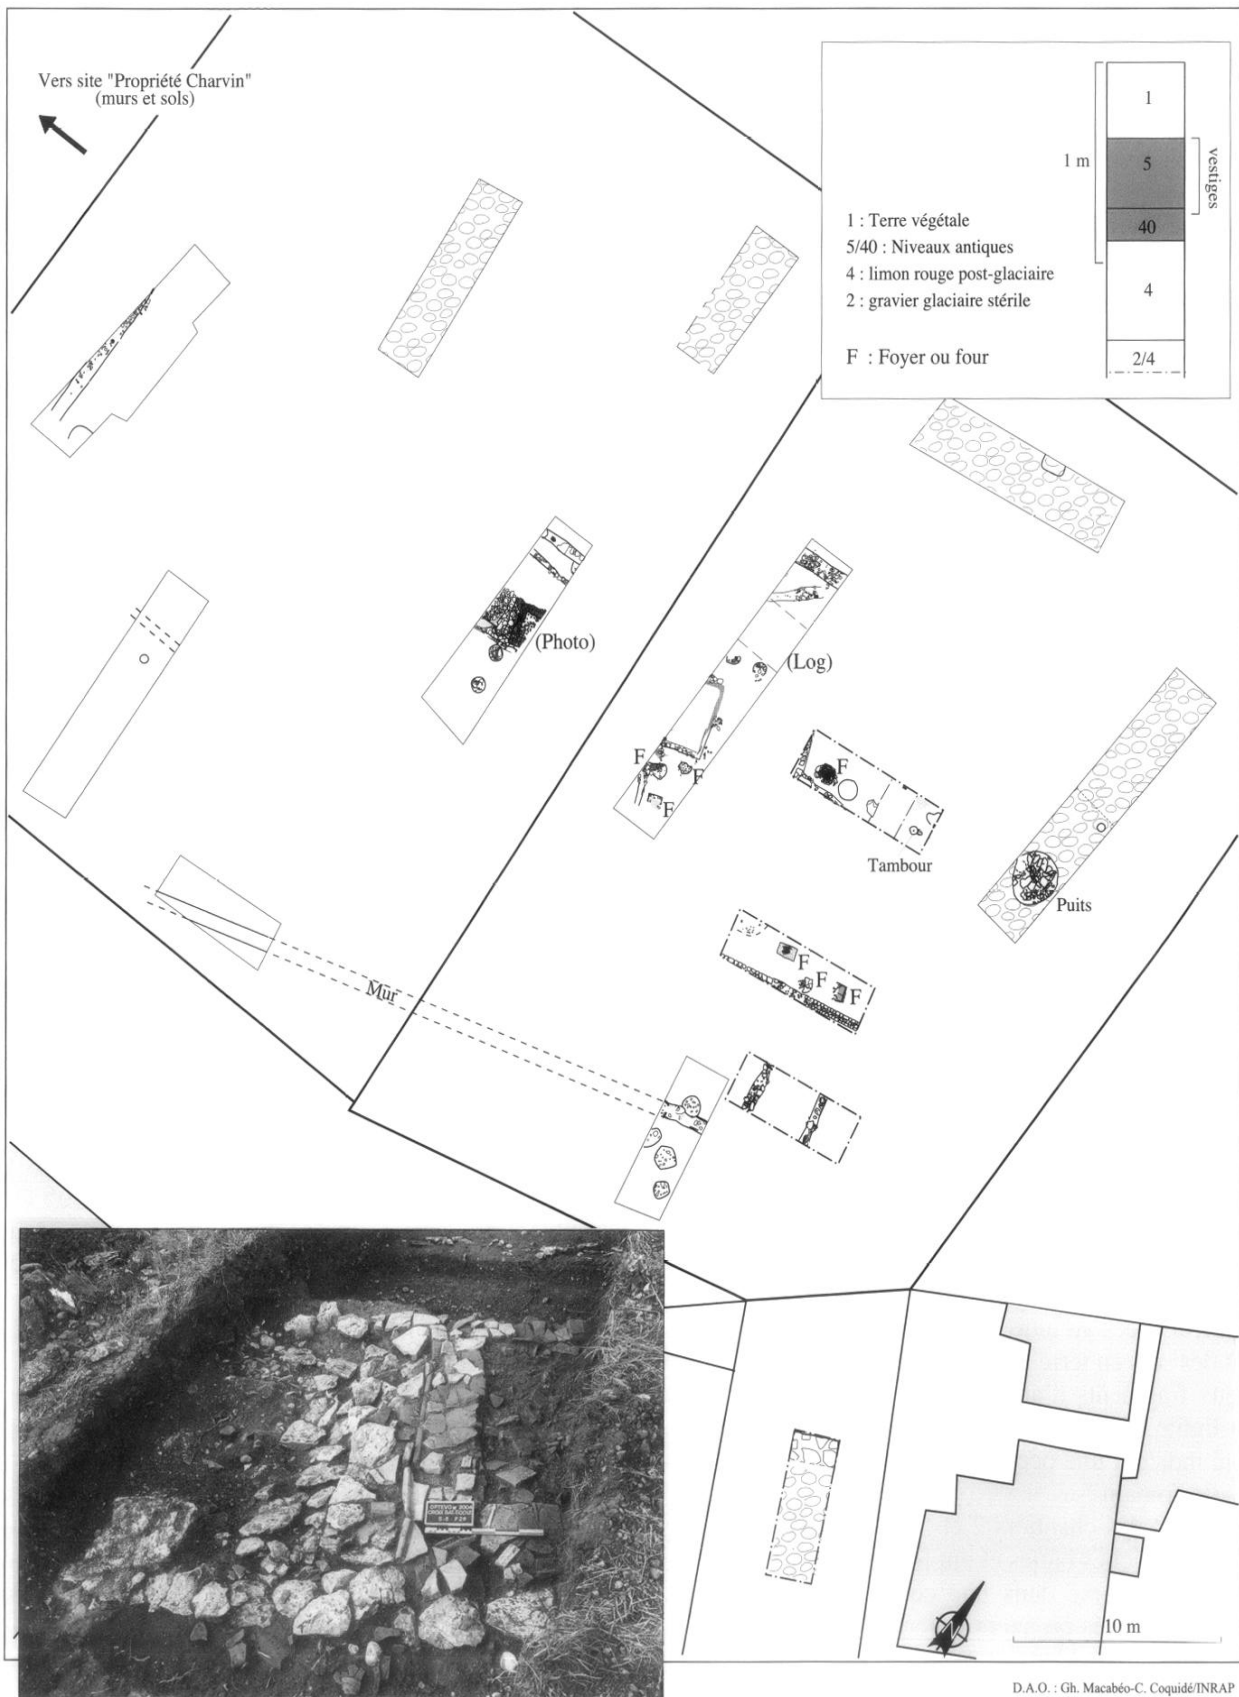 Vers site "Propriété Charvin"
(murs et sols)
1
5
40
4
2/4
1 m
vestiges
1 : Terre végétale
5/40 : Niveaux antiques
4 : limon rouge post-glaciaire
2 : gravier glaciaire stérile
F : Foyer ou four
(Photo)
(Log)
F
F
F
F
Tambour
Puits
F
F
F
Mur
N
10 m
D.A.O. : Gh. Macabéo-C. Coquidé/INRAP